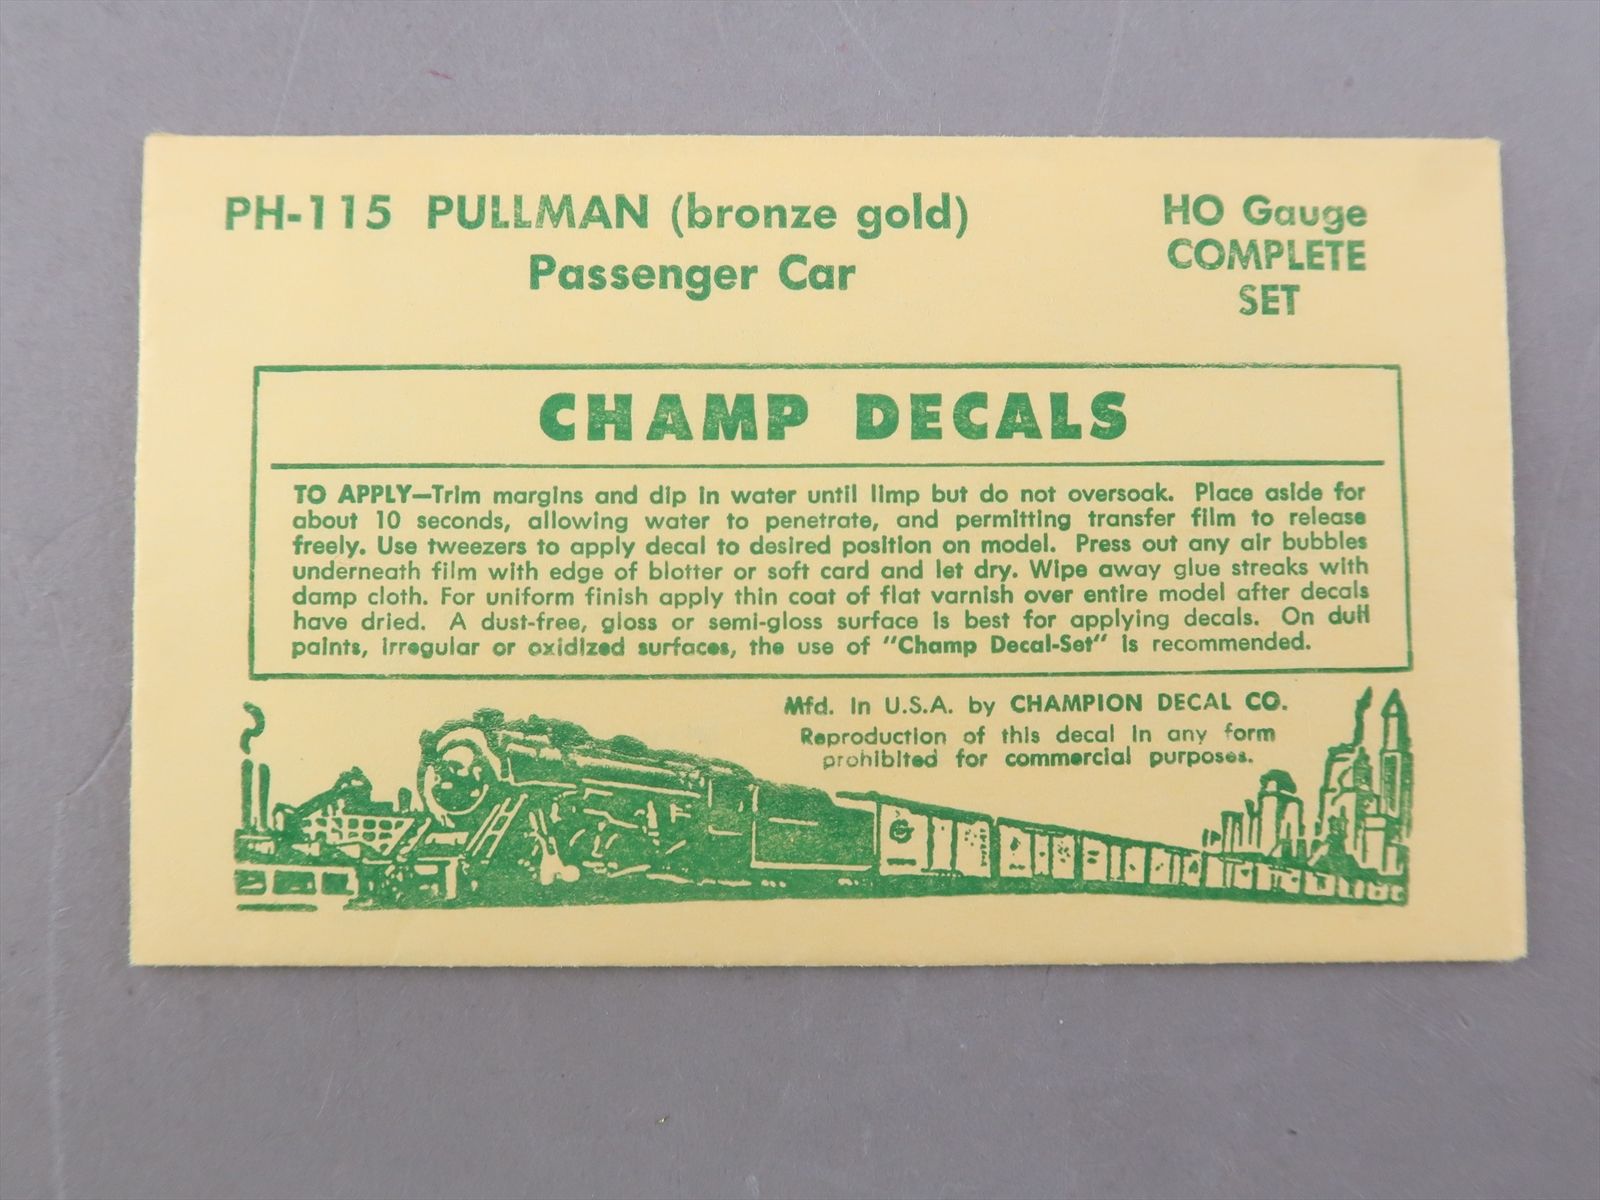 PH-115 PULLMAN (bronze gold)
Passenger Car
HO Gauge
COMPLETE
SET
CHAMP DECALS
TO APPLY—Trim margins and dip in water until limp but do not oversoak. Place aside for
about 10 seconds, allowing water to penetrate, and permitting transfer film to release
freely. Use tweezers to apply decal to desired position on model. Press out any air bubbles
underneath film with edge of blotter or soft card and let dry. Wipe away glue streaks with
damp cloth. For uniform finish apply thin coat of flat varnish over entire model after decals
have dried. A dust-free, gloss or semi-gloss surface is best for applying decals. On dull
paints, irregular or oxidized surfaces, the use of "Champ Decal-Set" is recommended.
Mfd. In U.S.A. by CHAMPION DECAL CO.
Reproduction of this decal in any form
prohibited for commercial purposes.